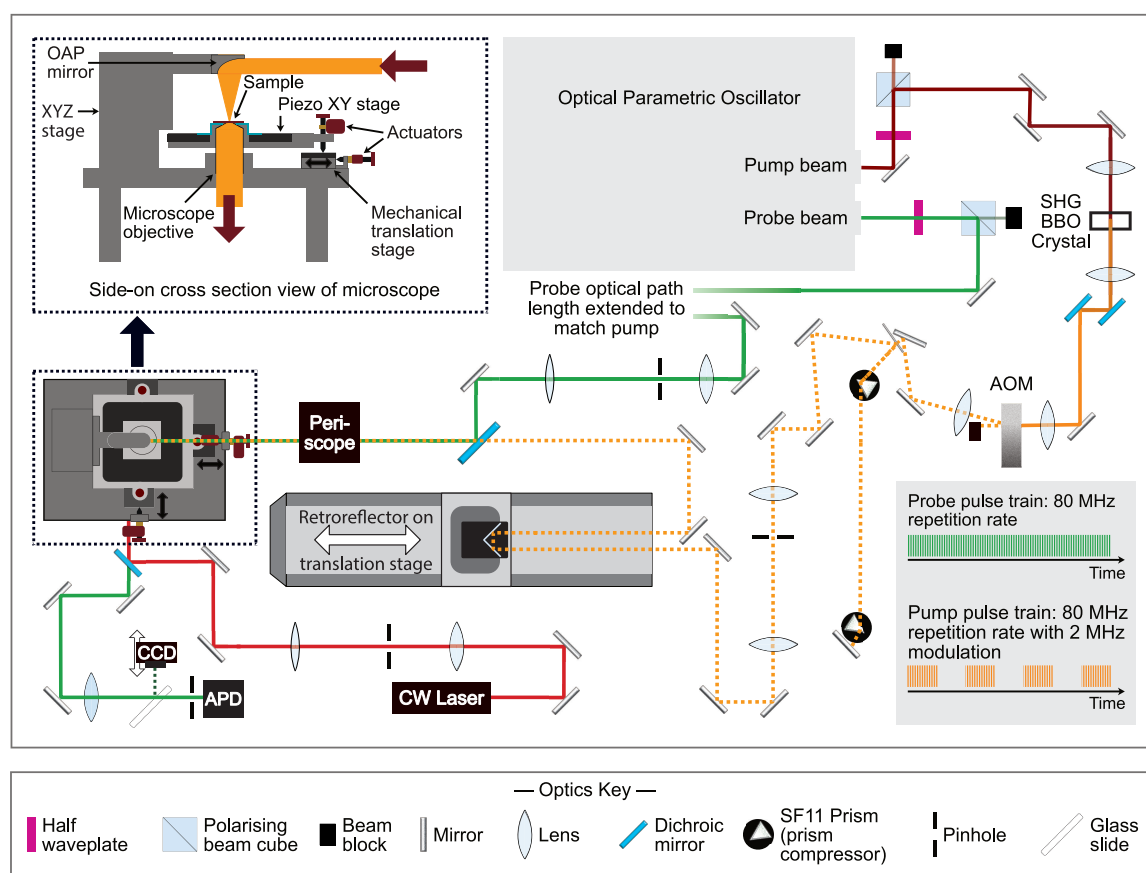 OAP
mirror
XYZ
stage
Sample
Piezo XY stage
Actuators
Microscope
objective
Mechanical
translation
stage
Side-on cross section view of microscope
Optical Parametric Oscillator
Pump beam
Probe beam
SHG
BBO
Crystal
Probe optical path
length extended to
match pump
AOM
Peri-
scope
Retroreflector on
translation stage
CCD
APD
CW Laser
Probe pulse train: 80 MHz
repetition rate
Time
Pump pulse train: 80 MHz
repetition rate with 2 MHz
modulation
Time
— Optics Key —
Half
waveplate
Polarising
beam cube
Beam
block
Mirror
Lens
Dichroic
mirror
SF11 Prism
(prism
compressor)
Pinhole
Glass
slide